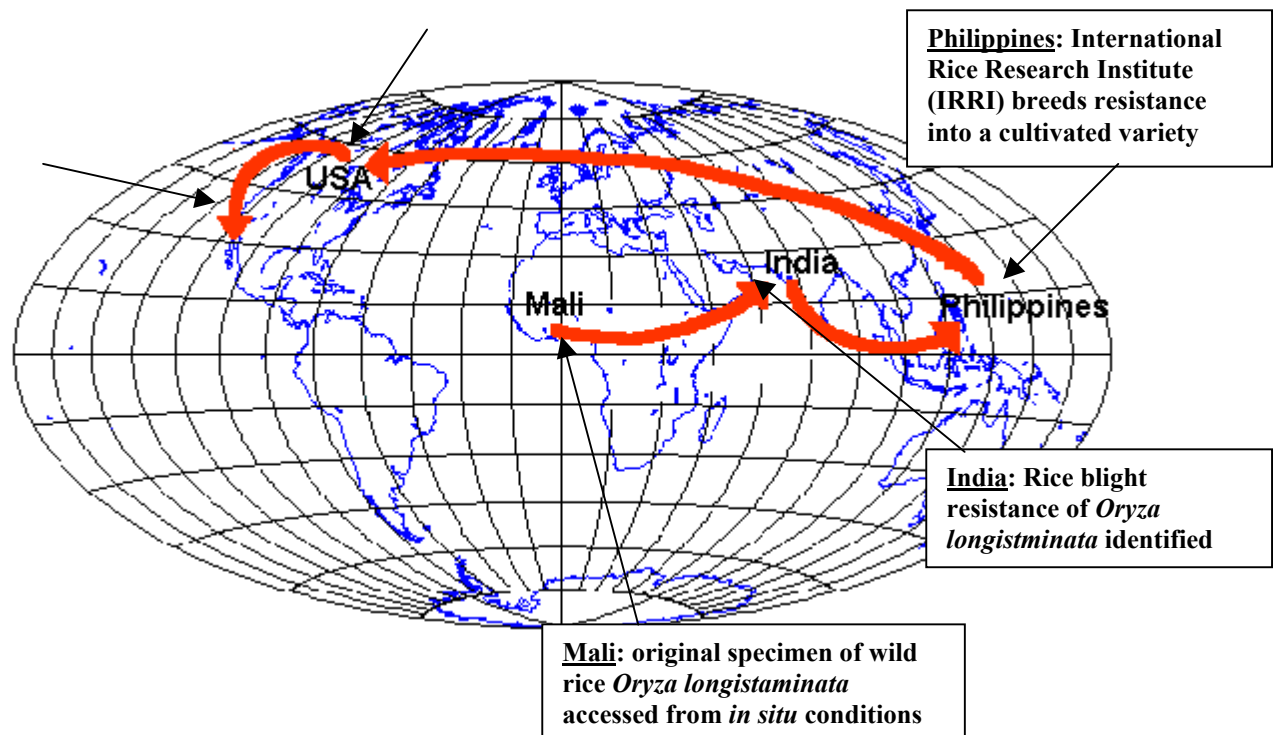 Philippines: International
Rice Research Institute
(IRRI) breeds resistance
into a cultivated variety
USA
India
Mali
Philippines
India: Rice blight
resistance of Oryza
longistminata identified
Mali: original specimen of wild
rice Oryza longistaminata
accessed from in situ conditions